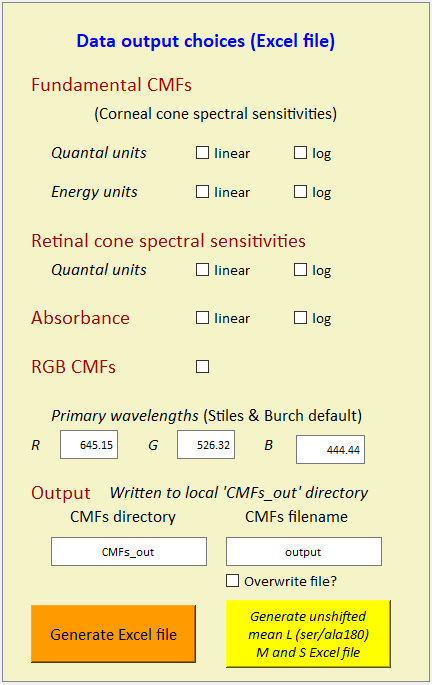 Data output choices (Excel file)
Fundamental CMFs
(Corneal cone spectral sensitivities)
Quantal units linear log
Energy units linear log
Retinal cone spectral sensitivities
Quantal units linear log
Absorbance linear log
RGB CMFs
Primary wavelengths (Stiles & Burch default)
R 645.15 G 526.32 B 444.44
Output Written to local 'CMFs_out' directory
CMFs directory CMFs filename
CMFs_out output
Overwrite file?
Generate Excel file
Generate unshifted
mean L (ser/ala180)
M and S Excel file